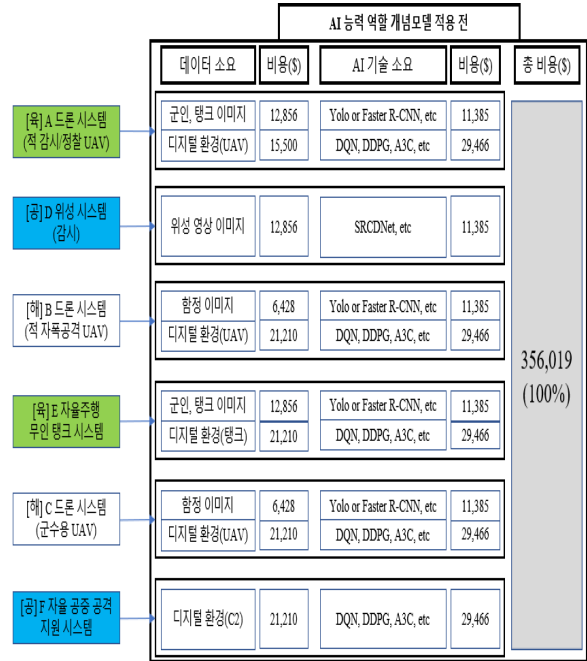 AI 능력 역할 개념모델 적용 전
데이터 소요 비용($) AI 기술 소요 비용($) 총 비용($)
[육] A 드론 시스템
(적 감시/정찰 UAV)
군인, 탱크 이미지 12,856 Yolo or Faster R-CNN, etc 11,385
디지털 환경(UAV) 15,500 DQN, DDPG, A3C, etc 29,466
[공] D 위성 시스템
(감시)
위성 영상 이미지 12,856 SRCDNet, etc 11,385
[해] B 드론 시스템
(적 자폭공격 UAV)
함정 이미지 6,428 Yolo or Faster R-CNN, etc 11,385
디지털 환경(UAV) 21,210 DQN, DDPG, A3C, etc 29,466
356,019
(100%)
[육] E 자율주행
무인 탱크 시스템
군인, 탱크 이미지 12,856 Yolo or Faster R-CNN, etc 11,385
디지털 환경(탱크) 21,210 DQN, DDPG, A3C, etc 29,466
[해] C 드론 시스템
(군수용 UAV)
함정 이미지 6,428 Yolo or Faster R-CNN, etc 11,385
디지털 환경(UAV) 21,210 DQN, DDPG, A3C, etc 29,466
[공] F 자율 공중 공격
지원 시스템
디지털 환경(C2) 21,210 DQN, DDPG, A3C, etc 29,466